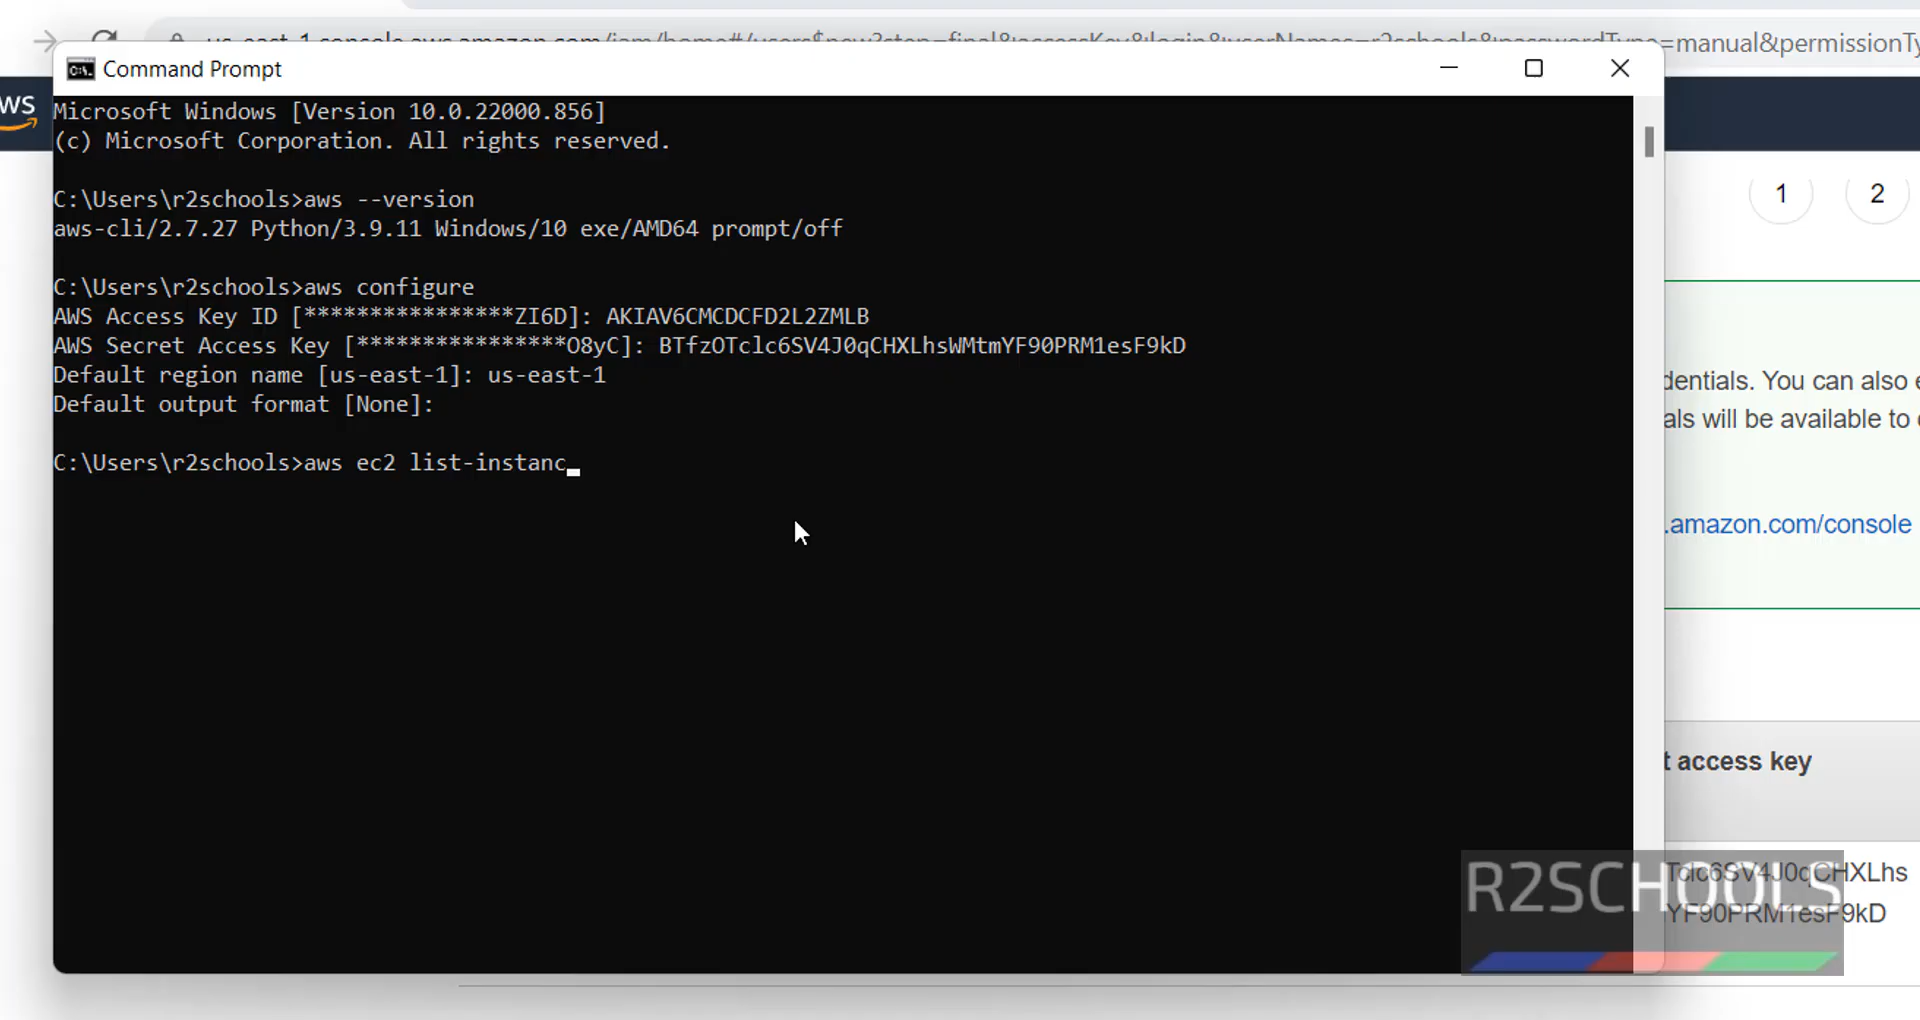 us-east-1.console.aws.amazon.com/iam/home#/users$new?step=final&accessKey&login&userNames=r2schools&passwordType=manual&permissionTy
Command Prompt
Microsoft Windows [Version 10.0.22000.856]
(c) Microsoft Corporation. All rights reserved.
C:\Users\r2schools>aws --version
aws-cli/2.7.27 Python/3.9.11 Windows/10 exe/AMD64 prompt/off
C:\Users\r2schools>aws configure
AWS Access Key ID [****************ZI6D]: AKIAV6CMCDCFD2L2ZMLB
AWS Secret Access Key [****************O8yC]: 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
Default region name [us-east-1]: us-east-1
Default output format [None]:
C:\Users\r2schools>aws ec2 list-instanc
ws
1 2
dentials. You can also e
als will be available to
.amazon.com/console
t access key
Tclc6SV4J0qCHXLhs
YF90PRM1esF9kD
R2SCHOOLS